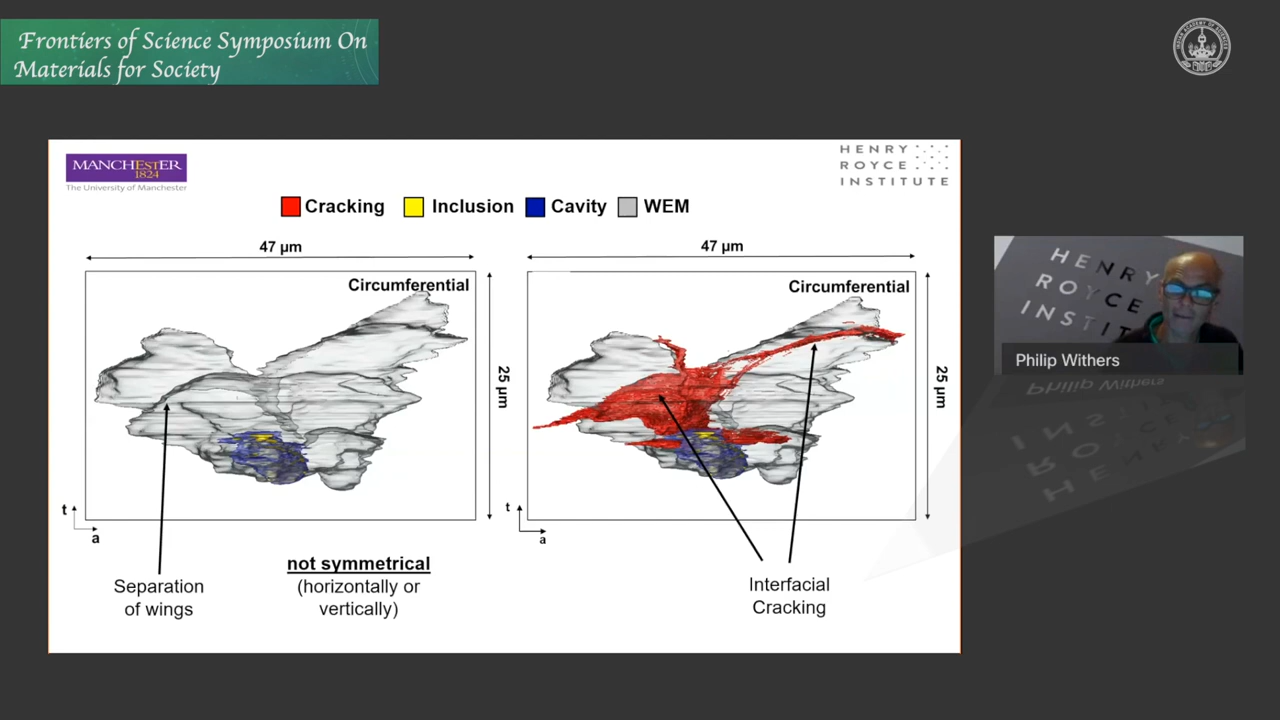 Frontiers of Science Symposium On
Materials for Society
MANCHESTER
1824
The University of Manchester
HENRY
ROYCE
INSTITUTE
Cracking
Inclusion
Cavity
WEM
47 µm
47 µm
Circumferential
Circumferential
25 µm
25 µm
t
a
t
a
Separation
of wings
not symmetrical
(horizontally or
vertically)
Interfacial
Cracking
HENRY
ROYCE
INSTIT
Philip Withers